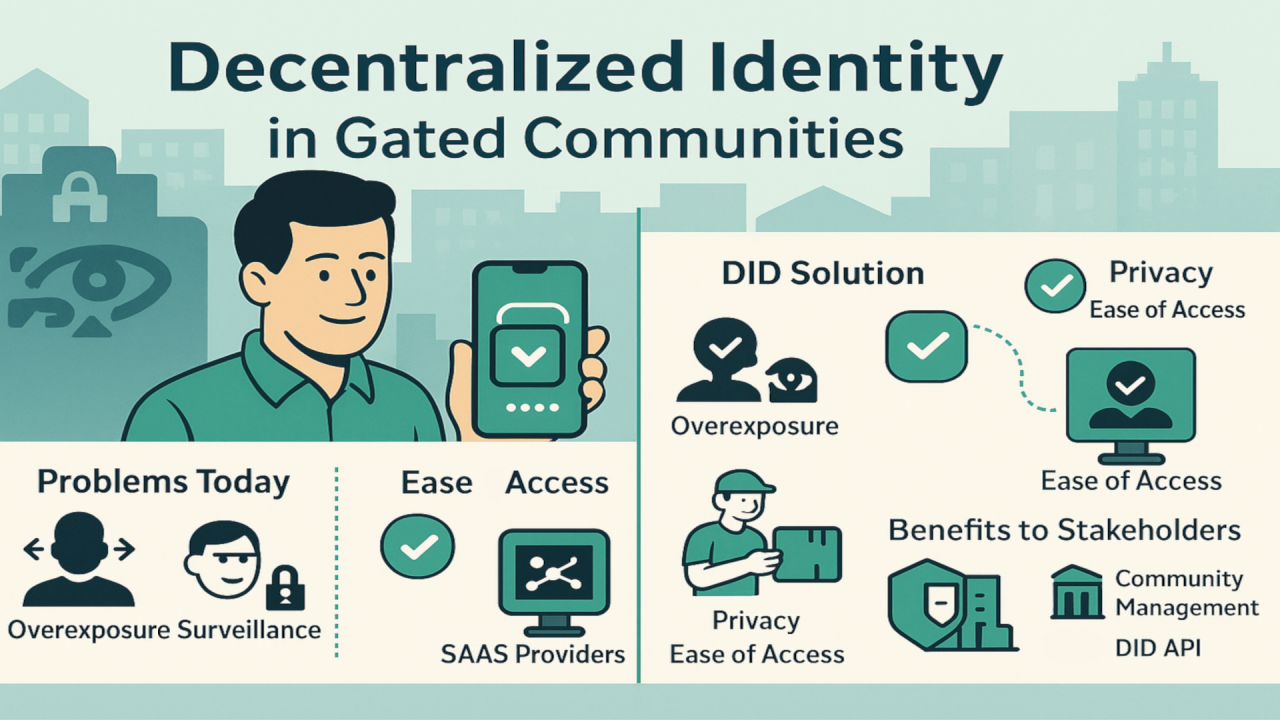 Decentralized Identity
in Gated Communities
Problems Today
Overexposure
Surveillance
Ease Access
SAAS Providers
DID Solution
Privacy
Ease of Access
Overexposure
Ease of Access
Privacy
Ease of Access
Benefits to Stakeholders
Community
Management
DID API